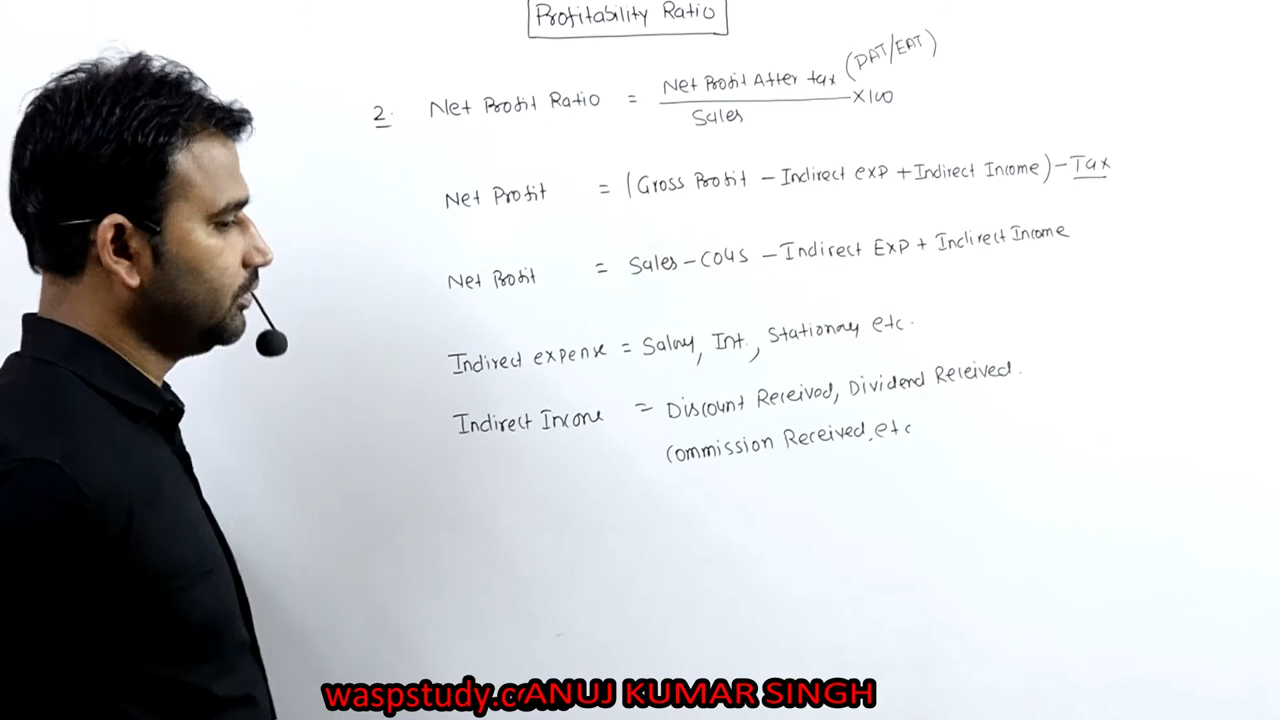 Profitability Ratio
2. Net Profit Ratio = Net Profit After tax (PAT/EAT)
Sales
×100
Net Profit = (Gross Profit - Indirect exp + Indirect Income) - Tax
Net Profit = Sales - COGS - Indirect Exp + Indirect Income
Indirect expense = Salary, Int., Stationary etc.
Indirect Income = Discount Received, Dividend Received.
Commission Received, etc
waspstudy.c
ANUJ KUMAR SINGH